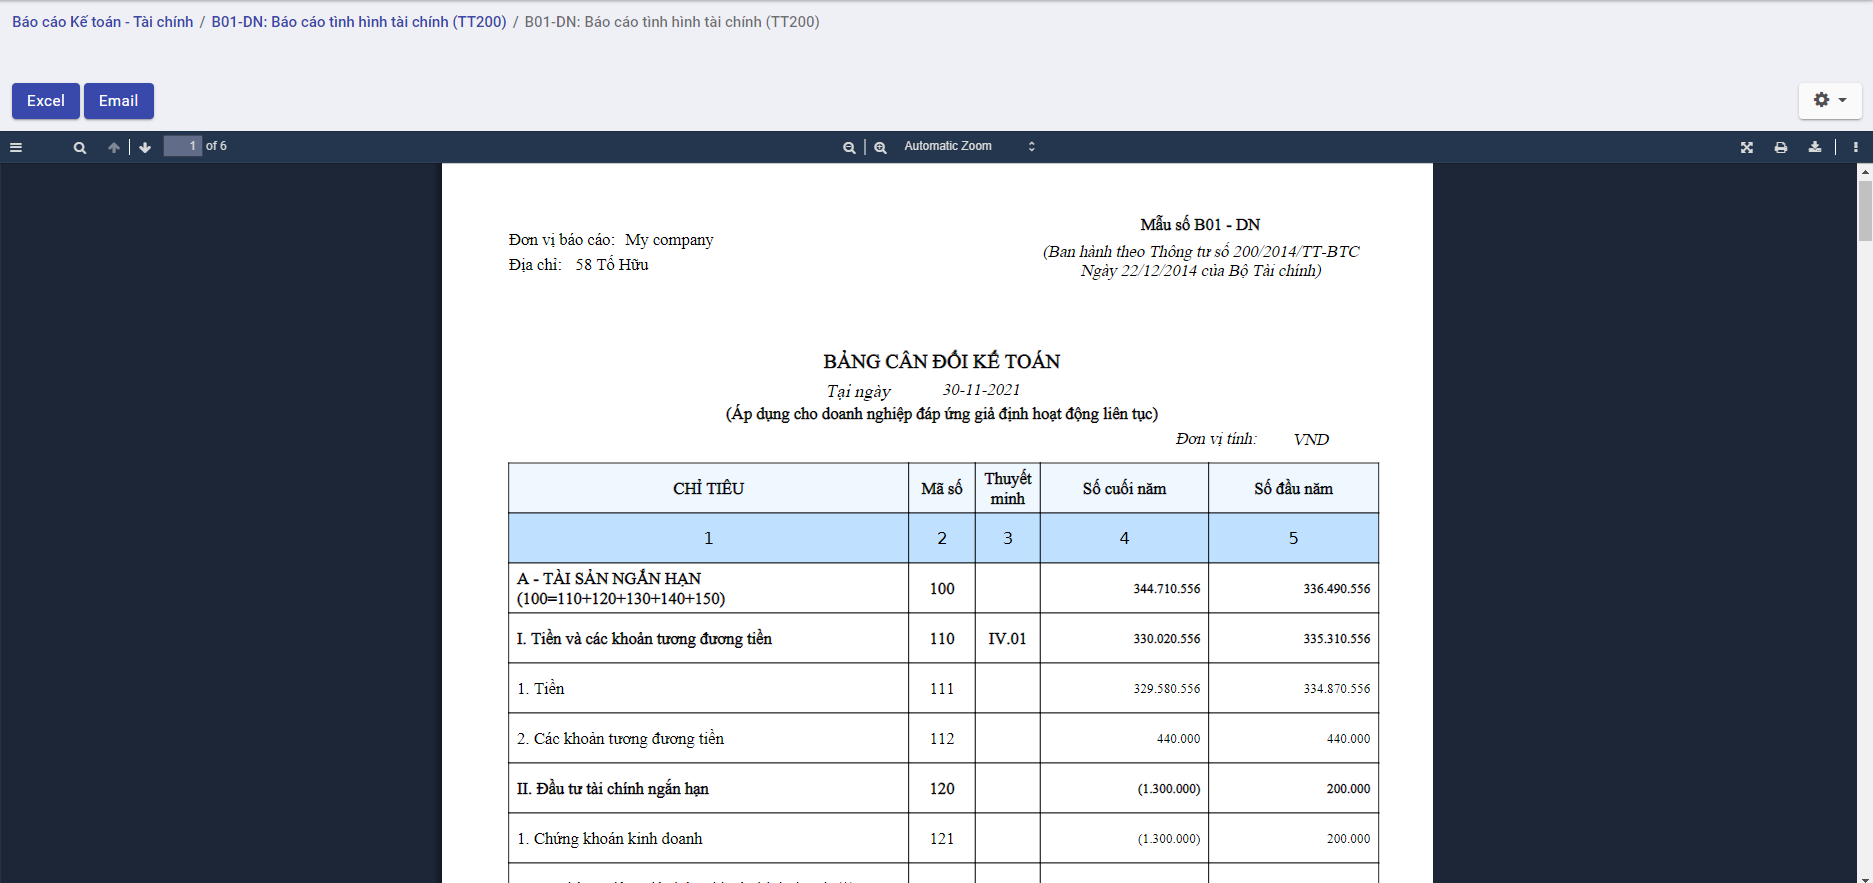 Báo cáo Kế toán - Tài chính / B01-DN: Báo cáo tình hình tài chính (TT200) / B01-DN: Báo cáo tình hình tài chính (TT200)
Excel Email
1 of 6 Automatic Zoom
Mẫu số B01 - DN
Đơn vị báo cáo: My company
(Ban hành theo Thông tư số 200/2014/TT-BTC
Địa chỉ: 58 Tố Hữu
Ngày 22/12/2014 của Bộ Tài chính)
BẢNG CÂN ĐỐI KẾ TOÁN
Tại ngày 30-11-2021
(Áp dụng cho doanh nghiệp đáp ứng giả định hoạt động liên tục)
Đơn vị tính: VND
CHỈ TIÊU Mã số Thuyết minh Số cuối năm Số đầu năm
1 2 3 4 5
A - TÀI SẢN NGẮN HẠN
(100=110+120+130+140+150) 100 344.710.556 336.490.556
I. Tiền và các khoản tương đương tiền 110 IV.01 330.020.556 335.310.556
1. Tiền 111 329.580.556 334.870.556
2. Các khoản tương đương tiền 112 440.000 440.000
II. Đầu tư tài chính ngắn hạn 120 (1.300.000) 200.000
1. Chứng khoán kinh doanh 121 (1.300.000) 200.000